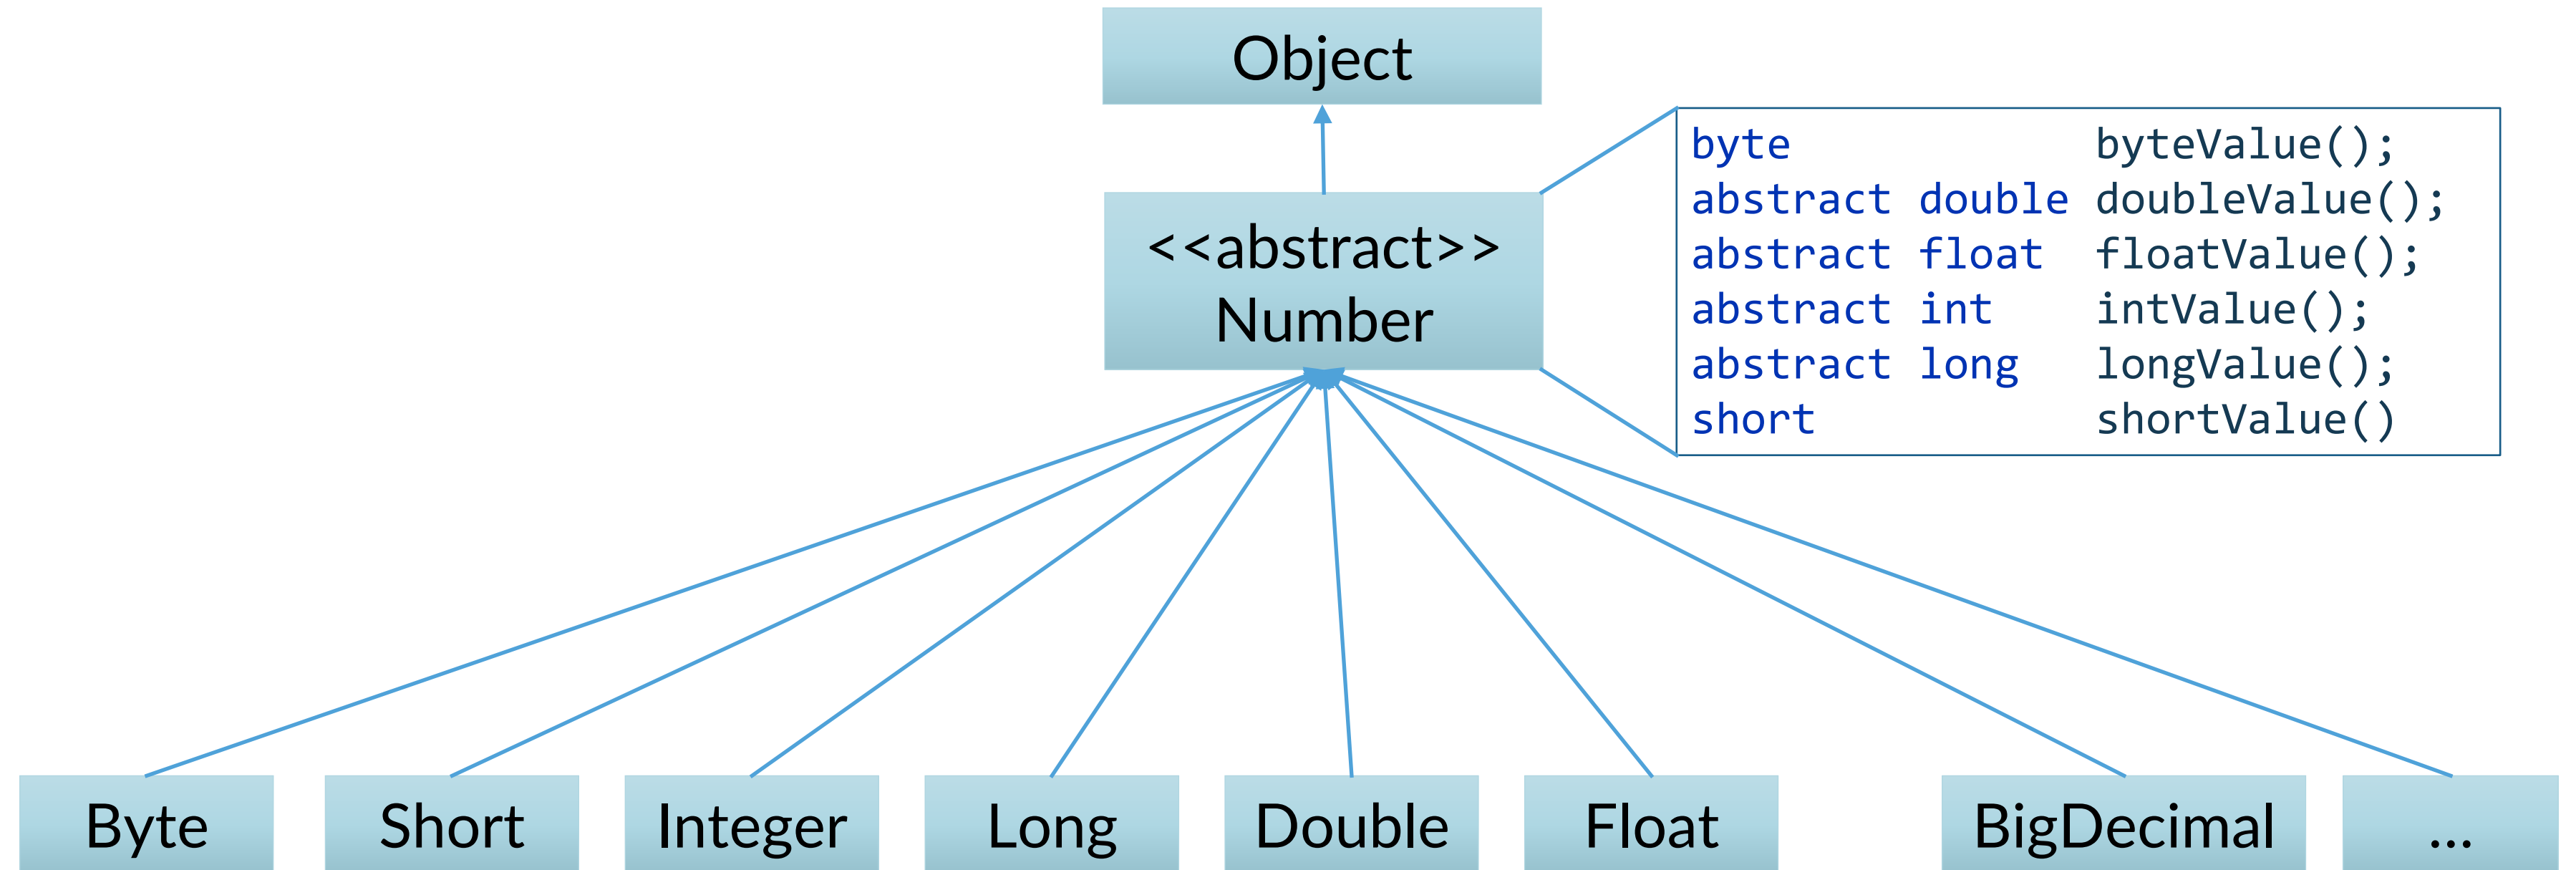 Object
<<abstract>>
Number
byte            byteValue();
abstract double doubleValue();
abstract float  floatValue();
abstract int    intValue();
abstract long   longValue();
short           shortValue()
Byte
Short
Integer
Long
Double
Float
BigDecimal
...